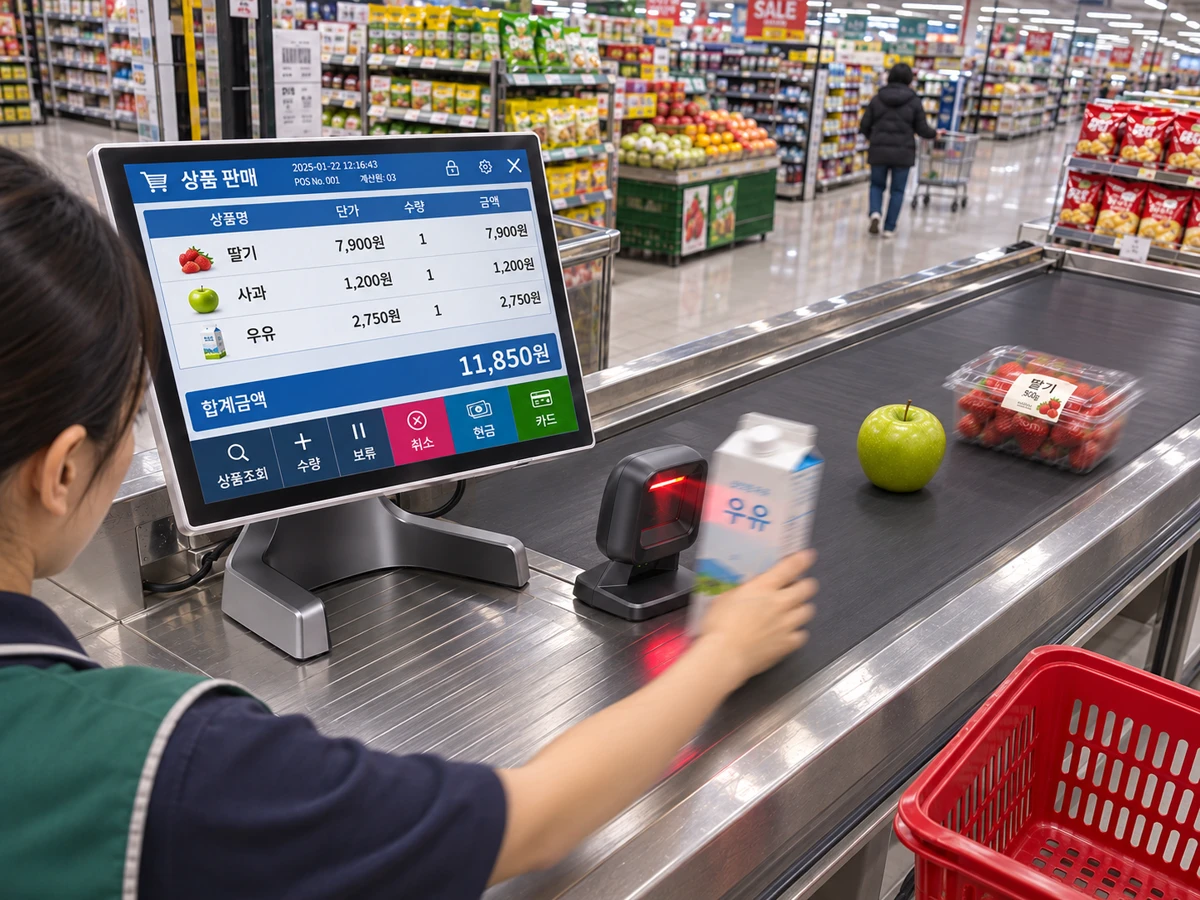 SALE
상품 판매
2025-01-22 12:16:43
POS No. 001 계산원: 03
상품명 단가 수량 금액
딸기 7,900원 1 7,900원
사과 1,200원 1 1,200원
우유 2,750원 1 2,750원
합계금액 11,850원
상품조회 수량 보류 취소 현금 카드
우유
딸기
500g